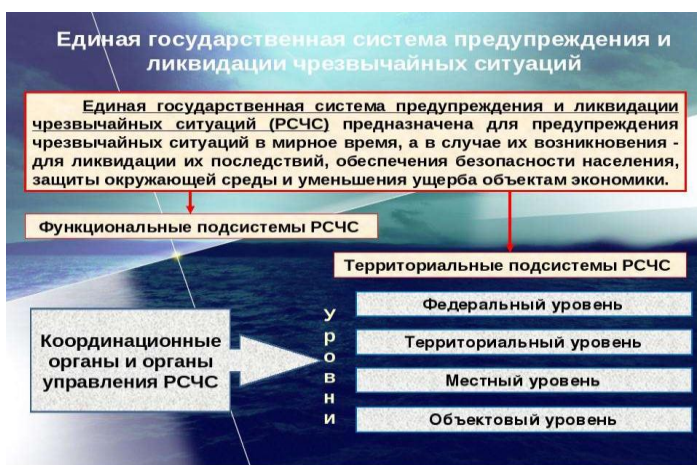 Единая государственная система предупреждения и
ликвидации чрезвычайных ситуаций
Единая государственная система предупреждения и ликвидации
чрезвычайных ситуаций (РСЧС) предназначена для предупреждения
чрезвычайных ситуаций в мирное время, а в случае их возникновения -
для ликвидации их последствий, обеспечения безопасности населения,
защиты окружающей среды и уменьшения ущерба объектам экономики.
Функциональные подсистемы РСЧС
Территориальные подсистемы РСЧС
Координационные
органы и органы
управления РСЧС
Уровни
Федеральный уровень
Территориальный уровень
Местный уровень
Объектовый уровень